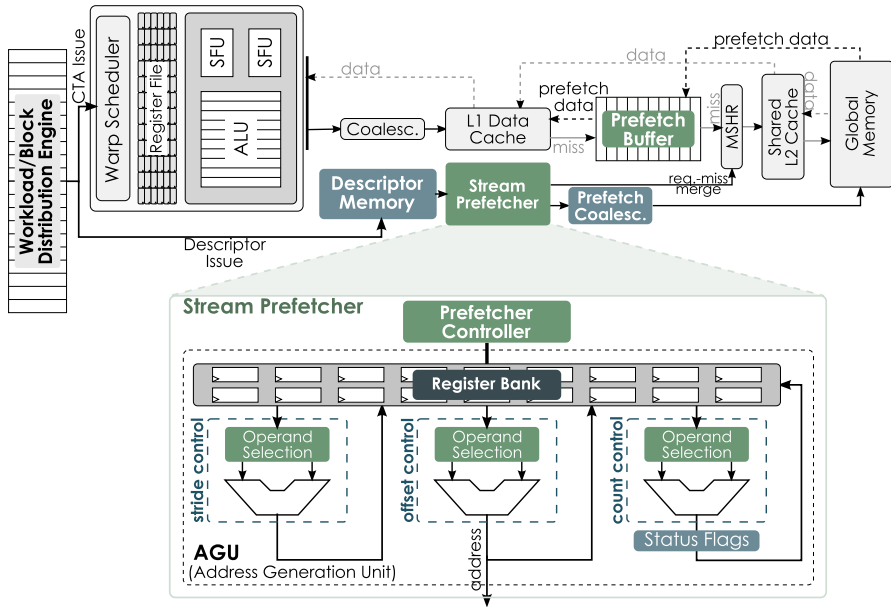 Workload/Block
Distribution Engine
CTA Issue
Warp Scheduler
Register File
SFU
SFU
ALU
data
data
prefetch data
Coalesc.
L1 Data
Cache
prefetch
data
miss
Prefetch
Buffer
miss
MSHR
Shared
L2 Cache
data
Global
Memory
Descriptor
Memory
Stream
Prefetcher
req.-miss
merge
Prefetch
Coalesc.
Descriptor
Issue
Stream Prefetcher
Prefetcher
Controller
Register Bank
stride control
Operand
Selection
offset control
Operand
Selection
count control
Operand
Selection
Status Flags
AGU
(Address Generation Unit)
address